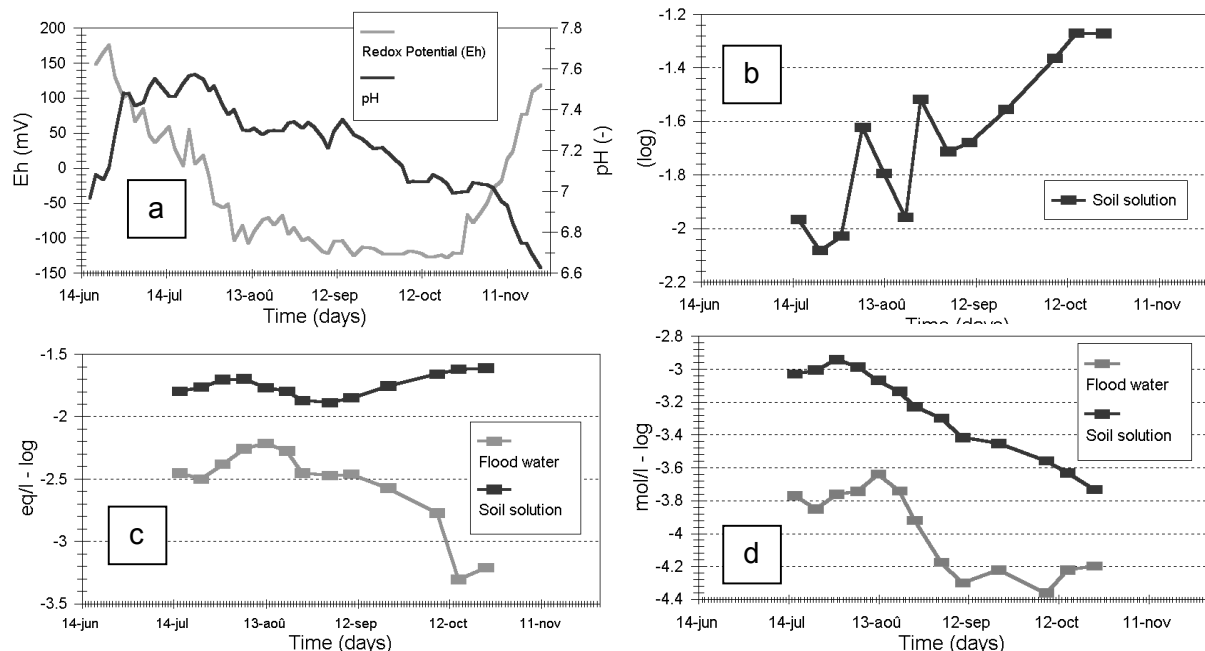 200
150
100
50
0
-50
-100
-150
Eh (mV)
7.8
7.6
7.4
7.2
7
6.8
6.6
pH (-)
Redox Potential (Eh)
pH
a
14-jun
14-jul
13-aoû
12-sep
12-oct
11-nov
Time (days)
-1.2
-1.4
-1.6
-1.8
-2
-2.2
(log)
b
Soil solution
14-jun
14-jul
13-aoû
12-sep
12-oct
11-nov
Time (days)
-1.5
-2
-2.5
-3
-3.5
eq/l - log
Flood water
Soil solution
c
14-jun
14-jul
13-aoû
12-sep
12-oct
11-nov
Time (days)
-2.8
-3
-3.2
-3.4
-3.6
-3.8
-4
-4.2
-4.4
mol/l - log
Flood water
Soil solution
d
14-jun
14-jul
13-aoû
12-sep
12-oct
11-nov
Time (days)